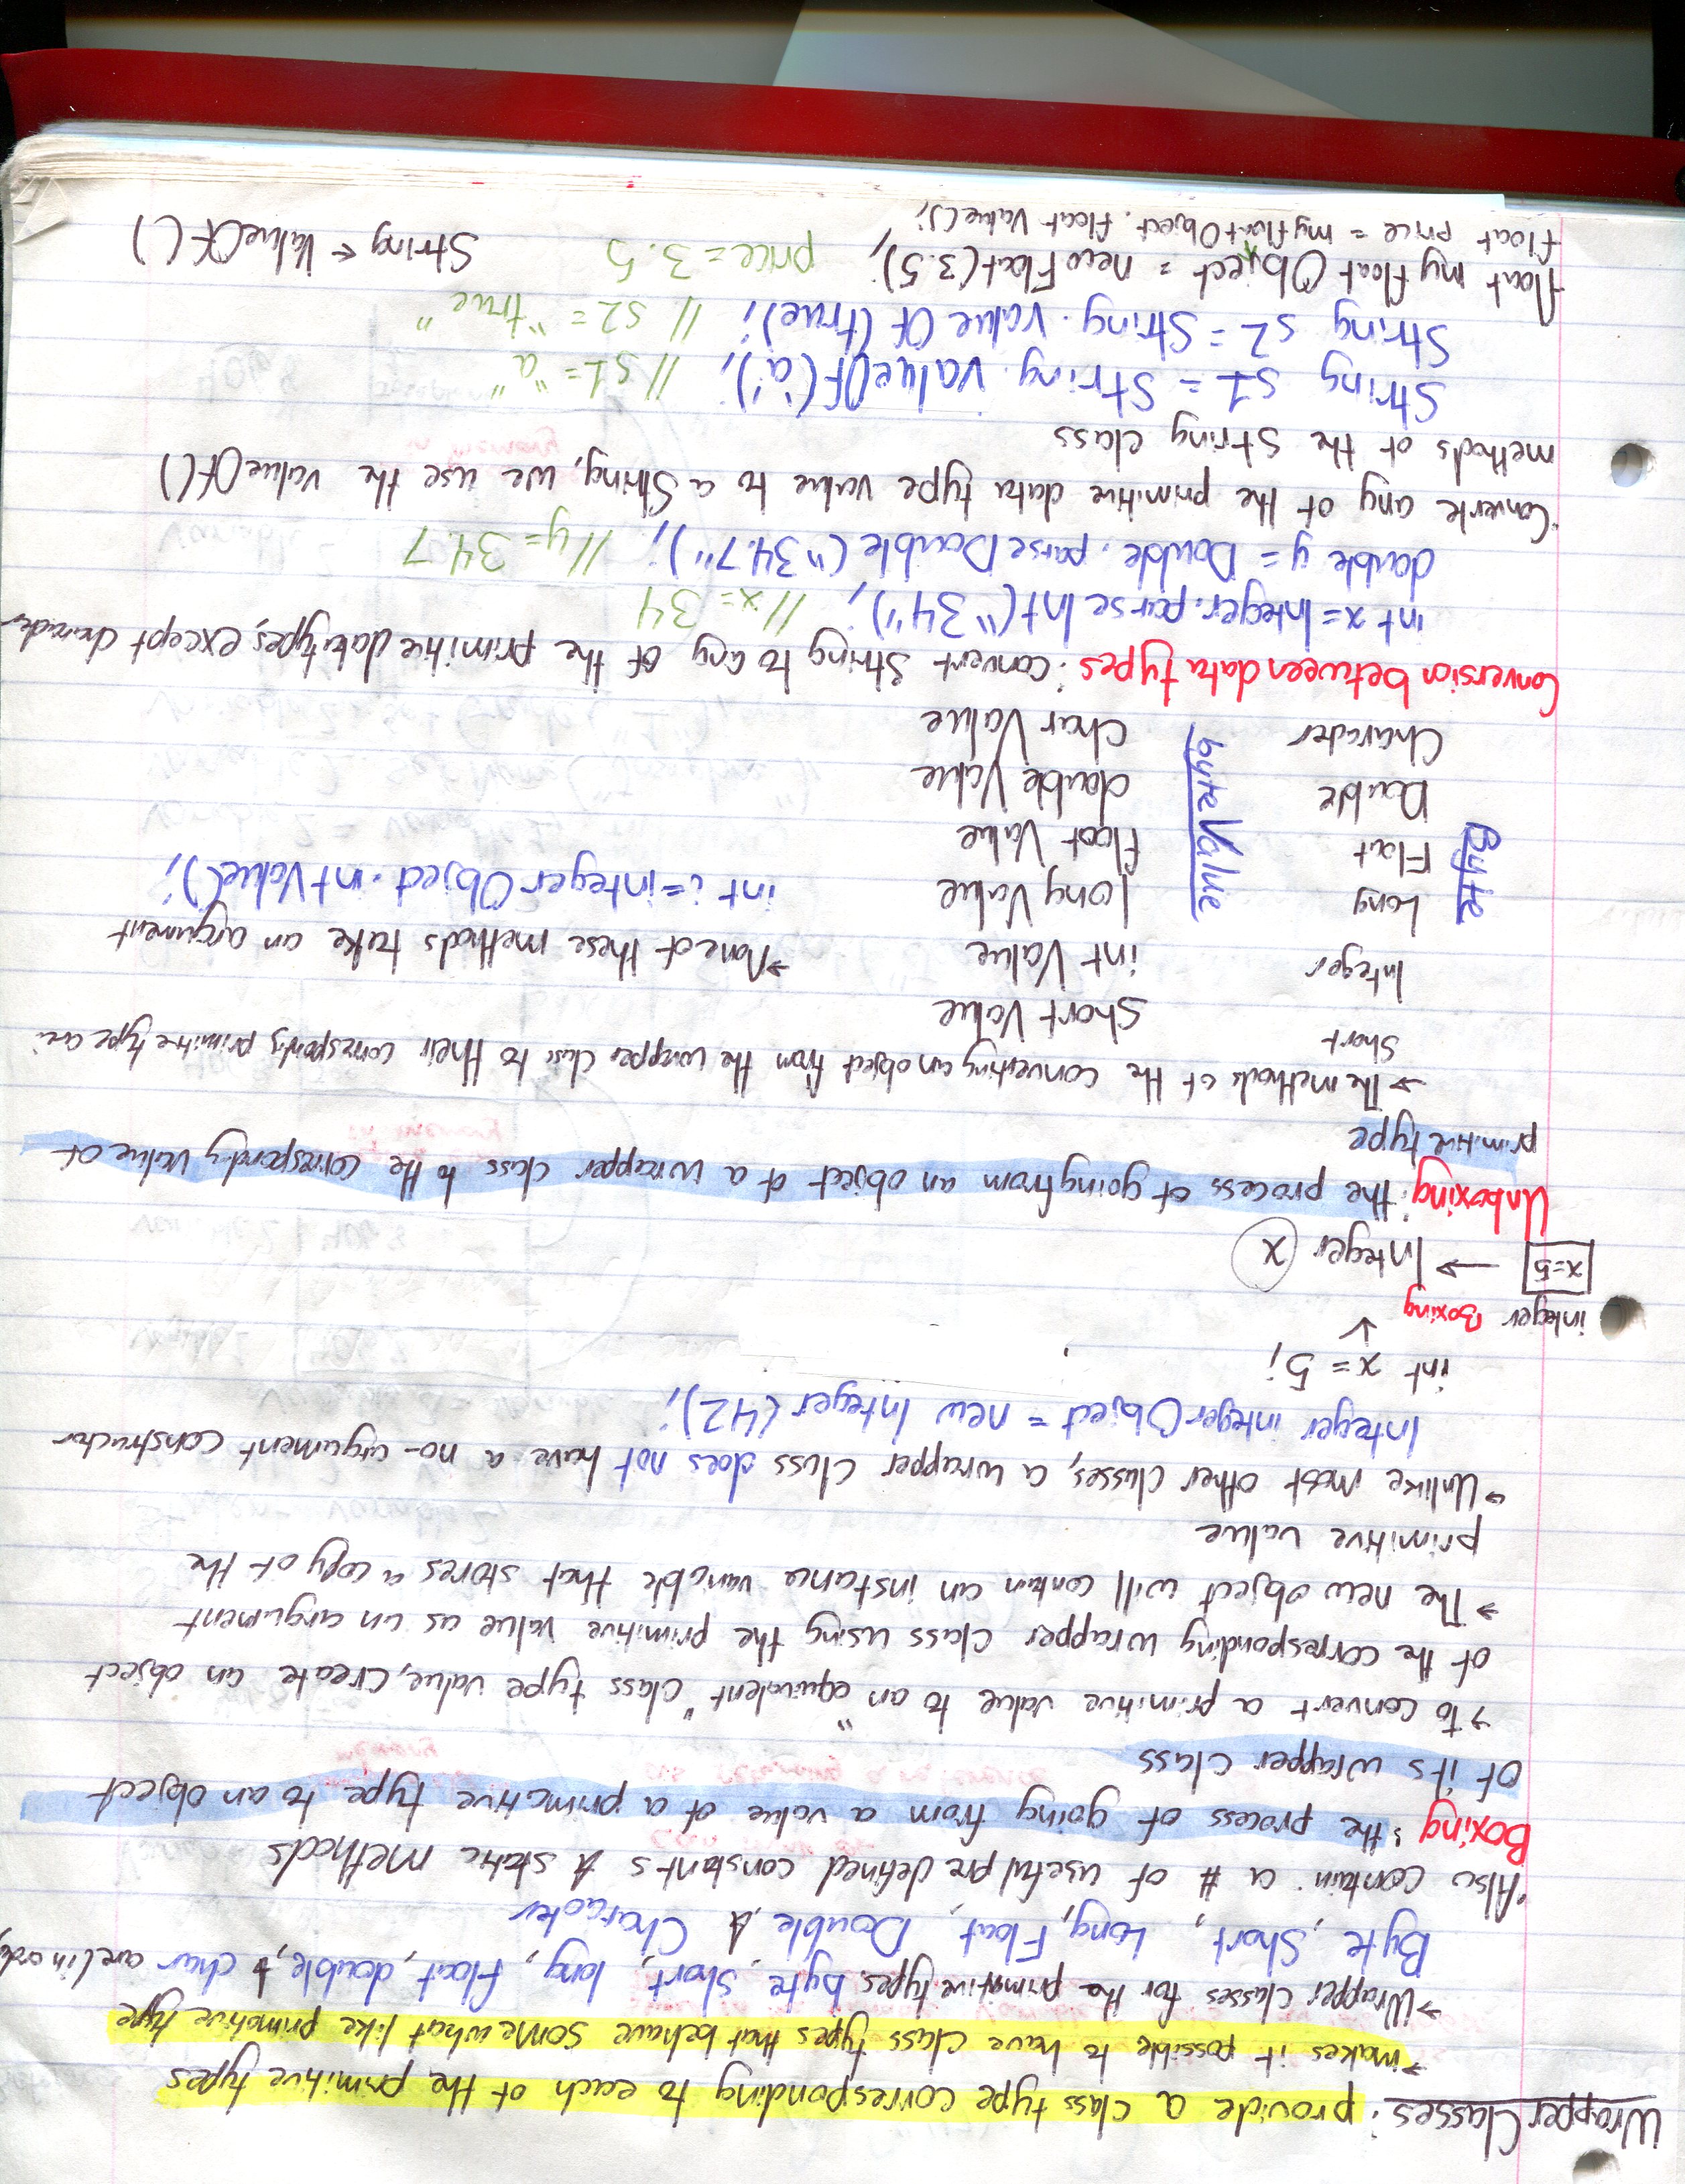 Wrapper Classes: provide a class type corresponding to each of the primitive types
→ makes it possible to have class types that behave somewhat like primative type
→ Wrapper classes for the primative types byte, short, long, float, double, & char are (in order)
Byte, Short, Long, Float, Double, & Character
• Also contain a # of useful predefined constants & static methods
Boxing: the process of going from a value of a primative type to an object
of its wrapper class
→ to convert a primitive value to an "equivalent" class type value, create an object
of the corresponding wrapper class using the primitive value as an argument
→ The new object will contain an instance variable that stores a copy of the
primitive value
→ Unlike most other classes, a wrapper class does not have a no-argument constructor
Integer integerObject = new Integer (42);
int x = 5;
integer Boxing
x=5 → Integer x
Unboxing: the process of going from an object of a wrapper class to the corresponding value of
primitive type
→ The methods of the converting an object from the wrapper class to their corresponding primitive type are:
Short Short Value
Integer int Value → None of these methods take an argument
Byte Long byteValue long Value int i = integerObject.intValue();
Float float Value
Double double Value
Character Char Value
Conversion between data types: convert String to any of the primitive datatypes, except character
int x = Integer.parseInt("34"); // x = 34
double y = Double.parseDouble("34.7"); // y = 34.7
• Converte any of the primitive data type value to a String, we use the valueOf()
methods of the String class
String s1 = String.valueOf('a'); // s1 = "a"
String s2 = String.valueOf(true); // s2 = "true"
float myfloatObject = new Float(3.5); price = 3.5 String ← ValueOf()
float price = myfloatObject.floatValue();